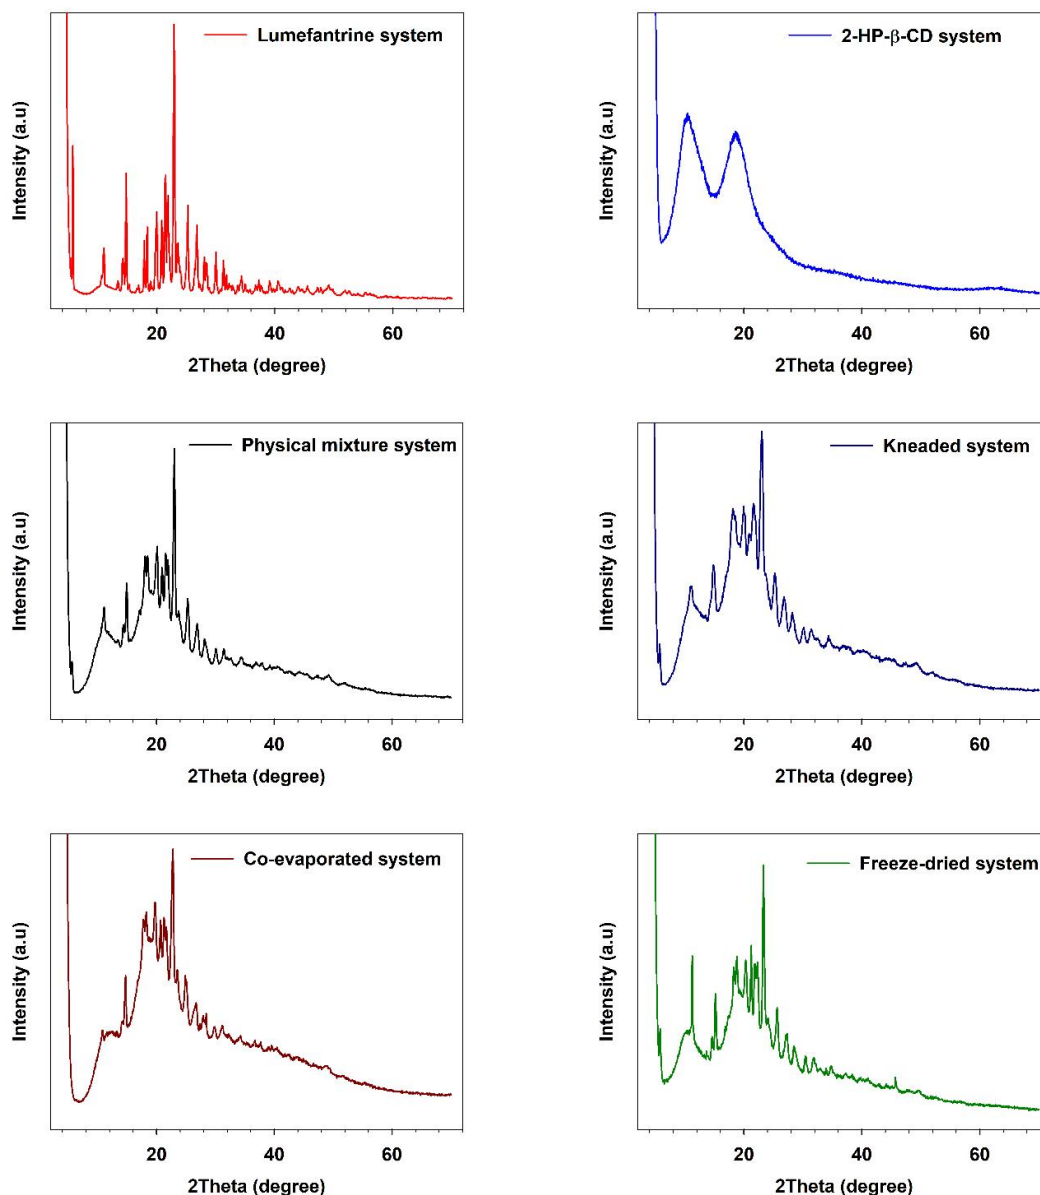 Lumefantrine system
Intensity (a.u)
20
40
60
2Theta (degree)
2-HP-β-CD system
Intensity (a.u)
20
40
60
2Theta (degree)
Physical mixture system
Intensity (a.u)
20
40
60
2Theta (degree)
Kneaded system
Intensity (a.u)
20
40
60
2Theta (degree)
Co-evaporated system
Intensity (a.u)
20
40
60
2Theta (degree)
Freeze-dried system
Intensity (a.u)
20
40
60
2Theta (degree)